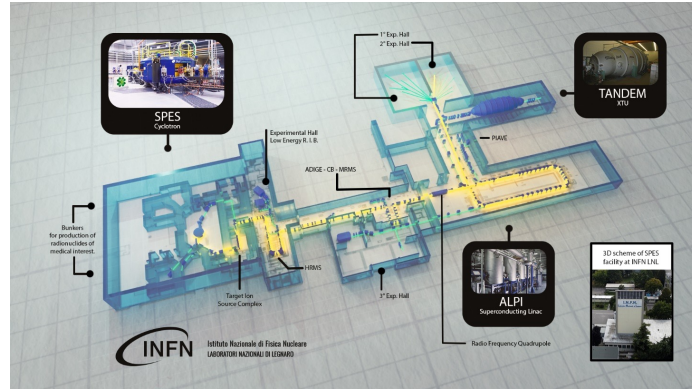 1° Exp. Hall
2° Exp. Hall
SPES
Cyclotron
TANDEM
XTU
Experimental Hall
Low Energy R. I. B.
PIAVE
ADIGE - CB - MRMS
Bunkers
for production of
radionuclides of
medical interest.
HRMS
Target Ion
Source Complex
3° Exp. Hall
ALPI
Superconducting Linac
3D scheme of SPES
facility at INFN LNL
Radio Frequency Quadrupole
INFN
Istituto Nazionale di Fisica Nucleare
LABORATORI NAZIONALI DI LEGNARO